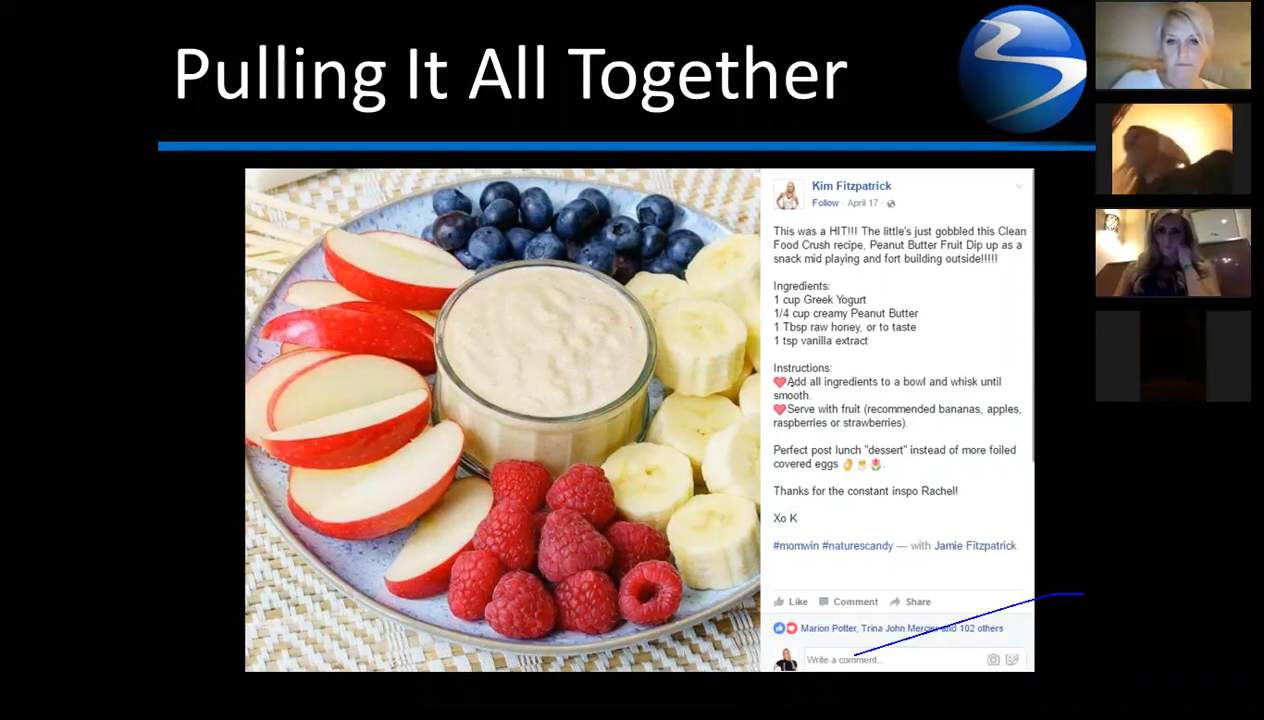 Pulling It All Together
Kim Fitzpatrick
Follow · April 17 ·
This was a HIT!!! The little's just gobbled this Clean
Food Crush recipe, Peanut Butter Fruit Dip up as a
snack mid playing and fort building outside!!!!!
Ingredients:
1 cup Greek Yogurt
1/4 cup creamy Peanut Butter
1 Tbsp raw honey, or to taste
1 tsp vanilla extract
Instructions:
❤Add all ingredients to a bowl and whisk until
smooth.
❤Serve with fruit (recommended bananas, apples,
raspberries or strawberries).
Perfect post lunch "dessert" instead of more foiled
covered eggs 👌🐣🌷.
Thanks for the constant inspo Rachel!
Xo K
#momwin #naturescandy — with Jamie Fitzpatrick.
Like Comment Share
Marion Potter, Trina John Mercier and 102 others
Write a comment...